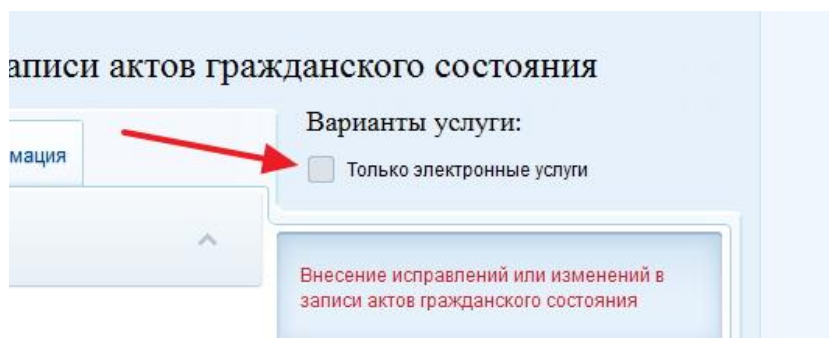 аписи актов гражданского состояния
Варианты услуги:
мация
Только электронные услуги
Внесение исправлений или изменений в
записи актов гражданского состояния